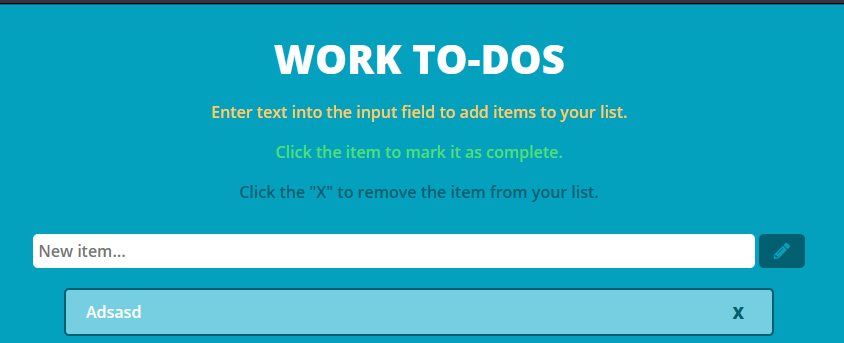 WORK TO-DOS
Enter text into the input field to add items to your list.
Click the item to mark it as complete.
Click the "X" to remove the item from your list.
New item...
Adsasd X